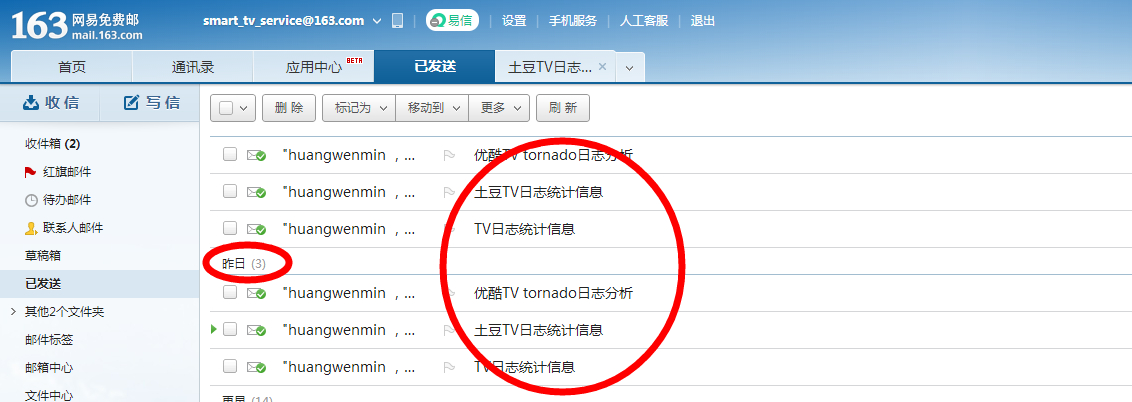 163 网易免费邮 mail.163.com smart_tv_service@163.com 易信 | 设置 | 手机服务 | 人工客服 | 退出
首页 通讯录 应用中心 BETA 已发送 土豆TV日志... ×
收信 写信 删 除 标记为 移动到 更多 刷 新
收件箱 (2)
红旗邮件
待办邮件
联系人邮件
草稿箱
已发送
其他2个文件夹
邮件标签
邮箱中心
文件中心
"huangwenmin , ... 优酷TV tornado日志分析
"huangwenmin , ... 土豆TV日志统计信息
"huangwenmin , ... TV日志统计信息
昨日 (3)
"huangwenmin , ... 优酷TV tornado日志分析
"huangwenmin , ... 土豆TV日志统计信息
"huangwenmin , ... TV日志统计信息
更早 (14)